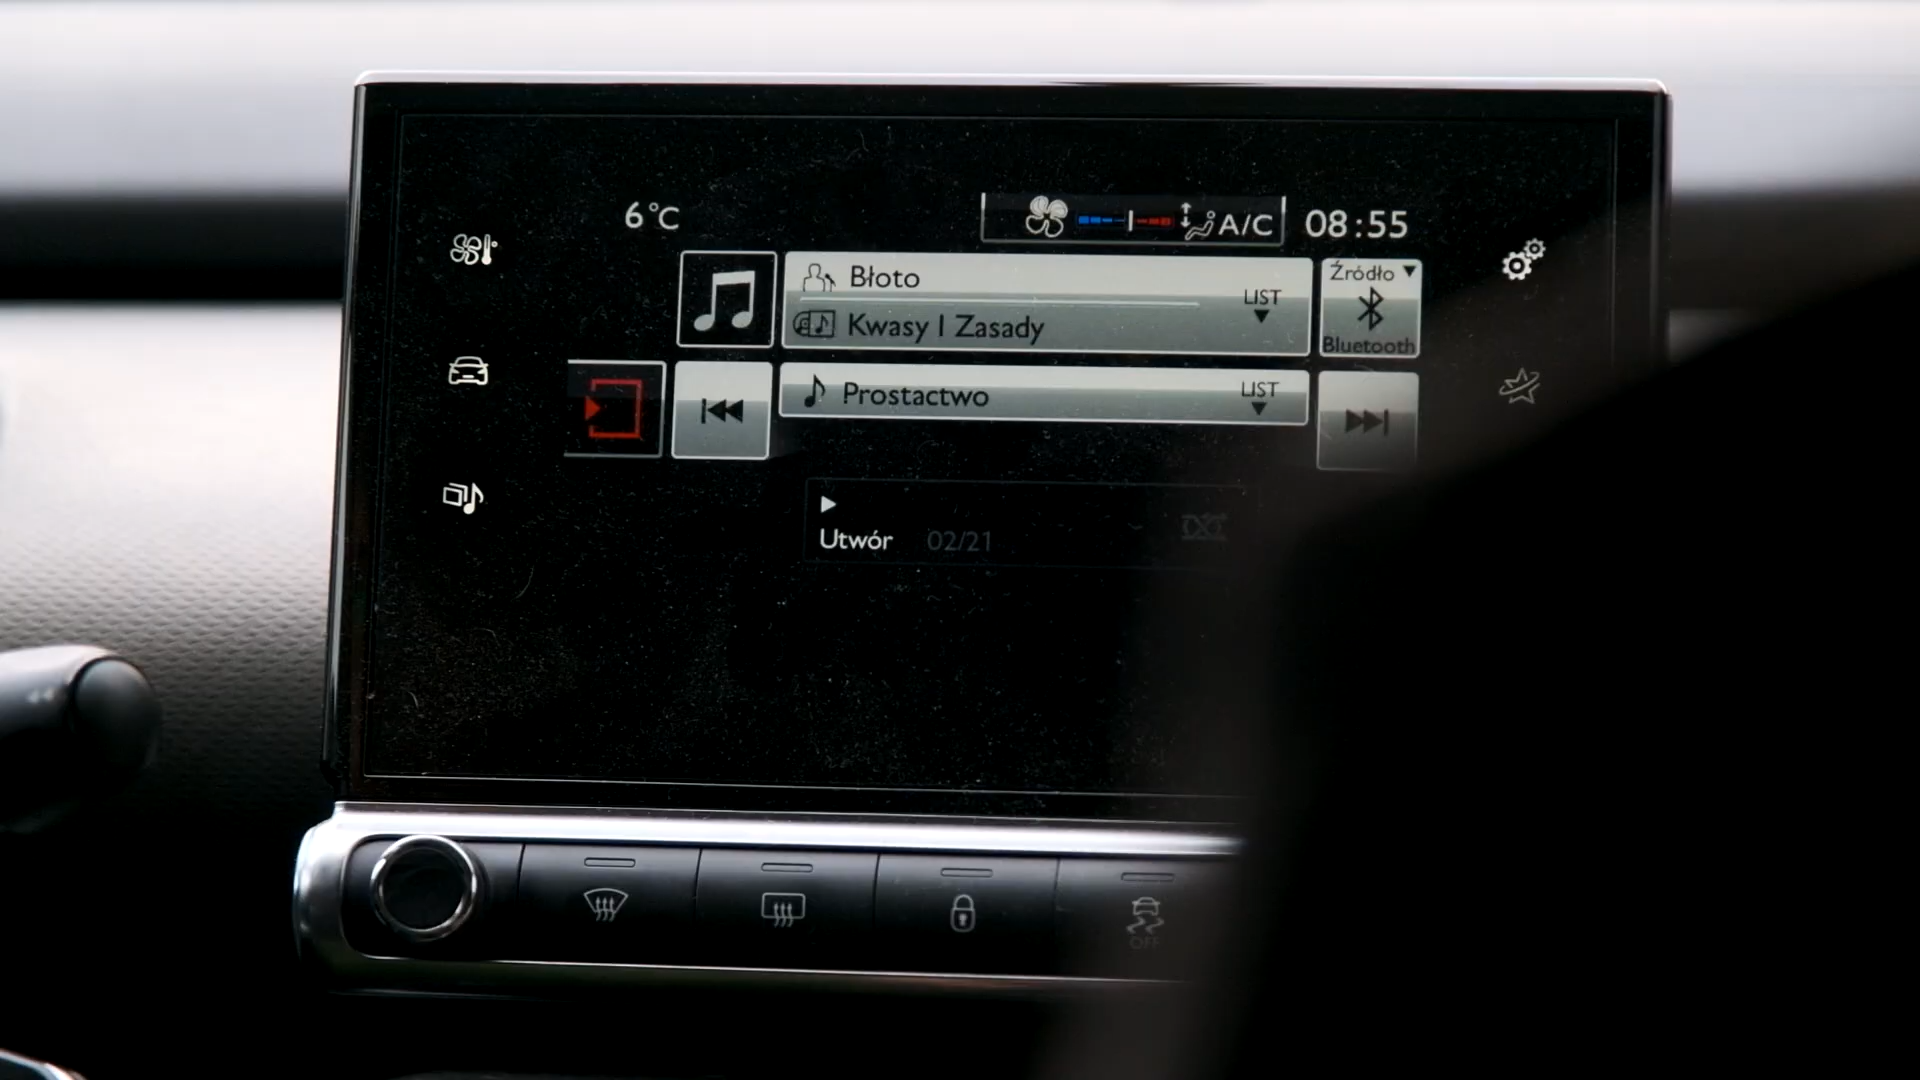 6°C
A/C
08:55
Błoto
LIST
Źródło
Kwasy I Zasady
Bluetooth
Prostactwo
LIST
Utwór 02/21
OFF